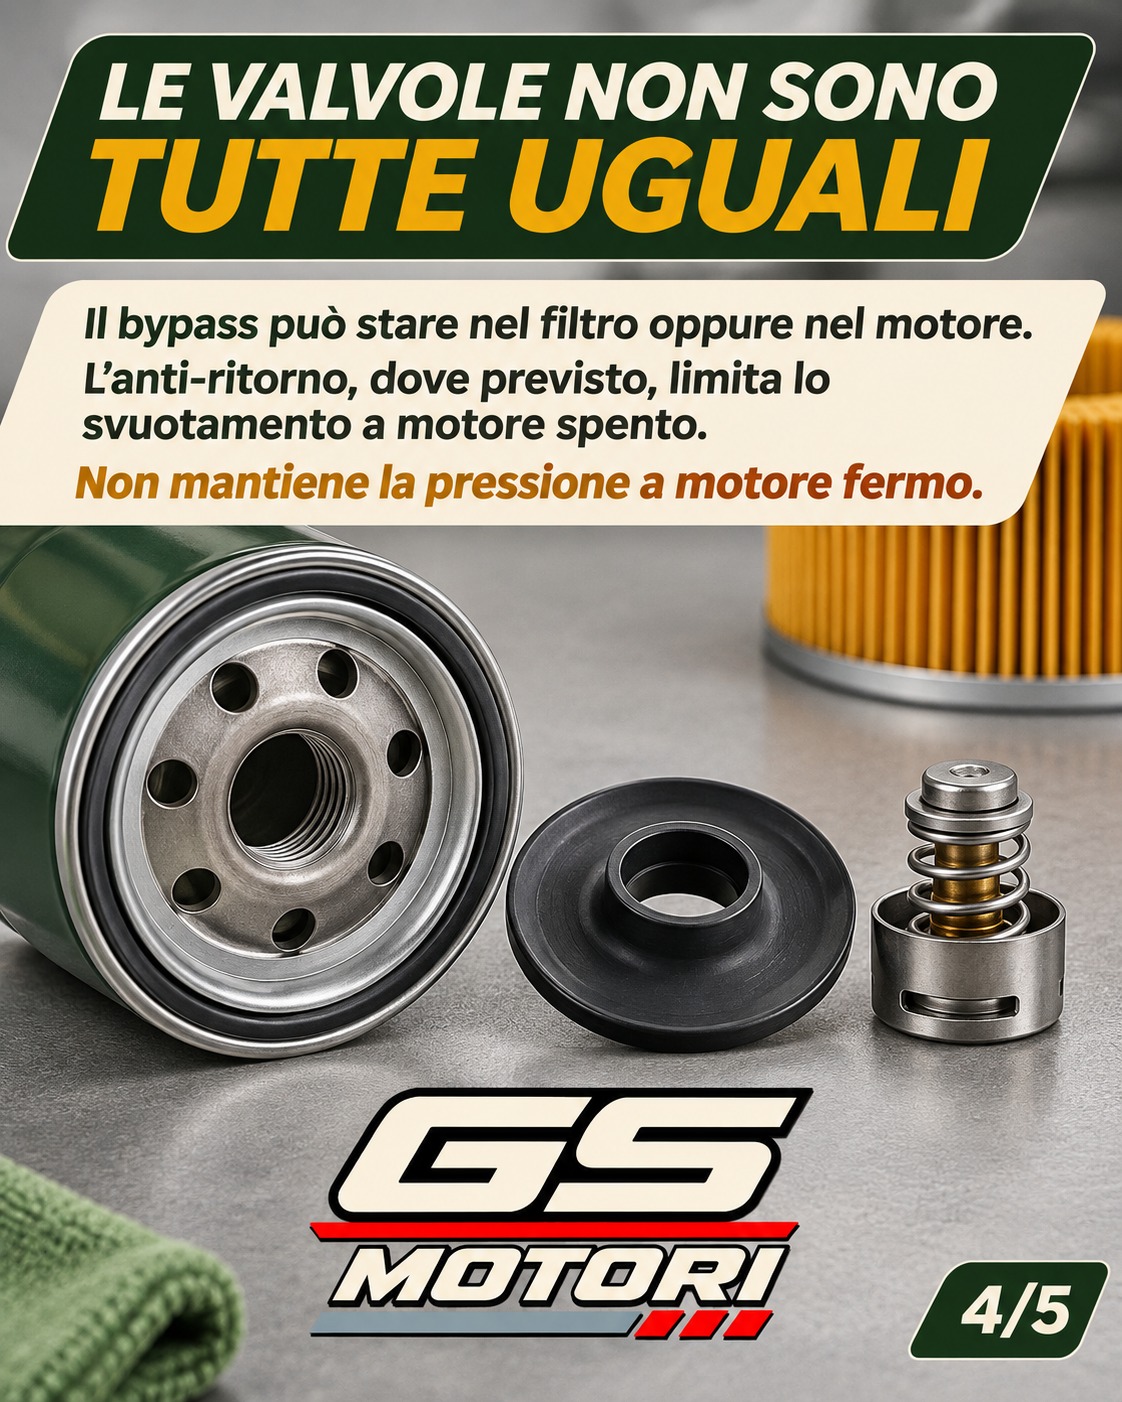 LE VALVOLE NON SONO
TUTTE UGUALI
Il bypass può stare nel filtro oppure nel motore.
L’anti-ritorno, dove previsto, limita lo
svuotamento a motore spento.
Non mantiene la pressione a motore fermo.
GS
MOTORI
4/5